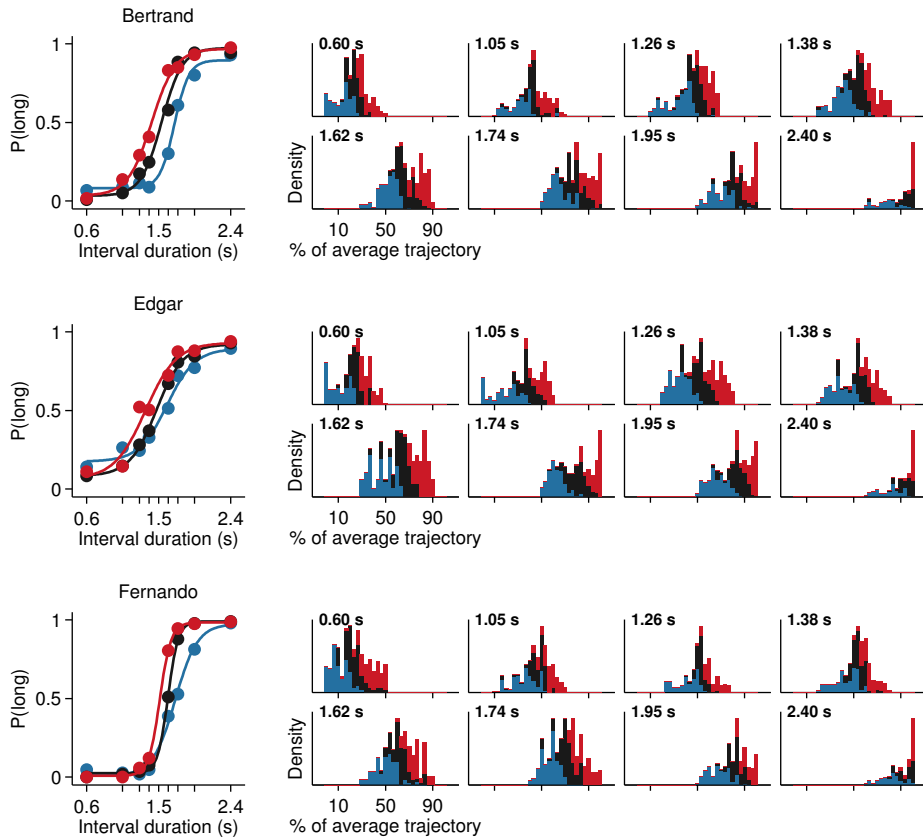 Bertrand
1
0.5
0
P(long)
0.6
1.5
2.4
Interval duration (s)
0.60 s
1.05 s
1.26 s
1.38 s
1.62 s
1.74 s
1.95 s
2.40 s
Density
10
50
90
% of average trajectory
Edgar
1
0.5
0
P(long)
0.6
1.5
2.4
Interval duration (s)
0.60 s
1.05 s
1.26 s
1.38 s
1.62 s
1.74 s
1.95 s
2.40 s
Density
10
50
90
% of average trajectory
Fernando
1
0.5
0
P(long)
0.6
1.5
2.4
Interval duration (s)
0.60 s
1.05 s
1.26 s
1.38 s
1.62 s
1.74 s
1.95 s
2.40 s
Density
10
50
90
% of average trajectory